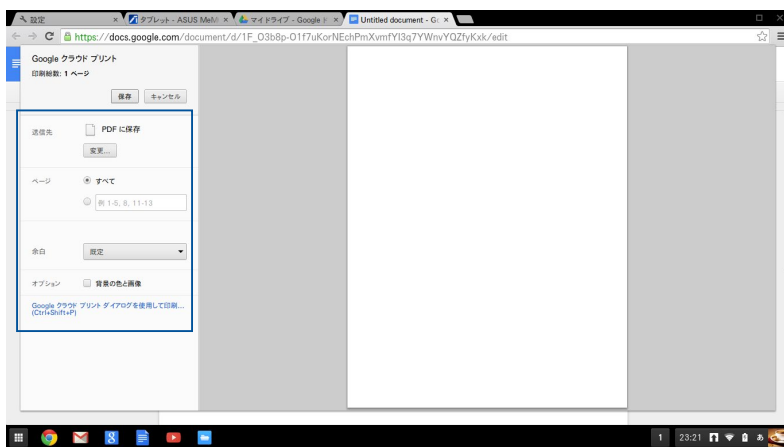 設定
タブレット - ASUS MeM
マイドライブ - Google ド
Untitled document - Go
https://docs.google.com/document/d/1F_O3b8p-O1f7uKorNEchPmXvmfYI3q7YWnvYQZfyKxk/edit
Google クラウド プリント
印刷総数: 1 ページ
保存 キャンセル
送信先 PDF に保存
変更...
ページ すべて
例 1-5, 8, 11-13
余白 既定
オプション 背景の色と画像
Google クラウド プリント ダイアログを使用して印刷...
(Ctrl+Shift+P)
8
1 23:21 あ